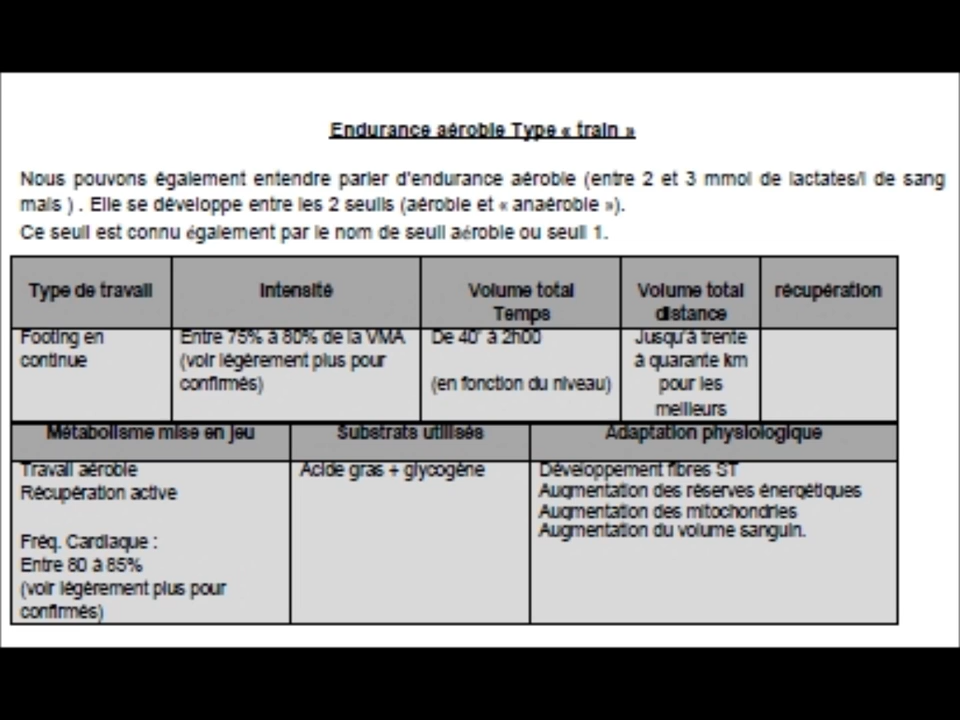 Endurance aérobie Type « train »
Nous pouvons également entendre parler d'endurance aérobie (entre 2 et 3 mmol de lactates/l de sang
mais ) . Elle se développe entre les 2 seuils (aérobie et « anaérobie »).
Ce seuil est connu également par le nom de seuil aérobie ou seuil 1.
Type de travail
Intensité
Volume total
Temps
Volume total
distance
récupération
Footing en
continue
Entre 75% à 80% de la VMA
(voir légèrement plus pour
confirmés)
De 40' à 2h00
(en fonction du niveau)
Jusqu'à trente
à quarante km
pour les
meilleurs
Métabolisme mise en jeu
Substrats utilisés
Adaptation physiologique
Travail aérobie
Récupération active
Fréq. Cardiaque :
Entre 80 à 85%
(voir légèrement plus pour
confirmés)
Acide gras + glycogène
Développement fibres ST
Augmentation des réserves énergétiques
Augmentation des mitochondries
Augmentation du volume sanguin.